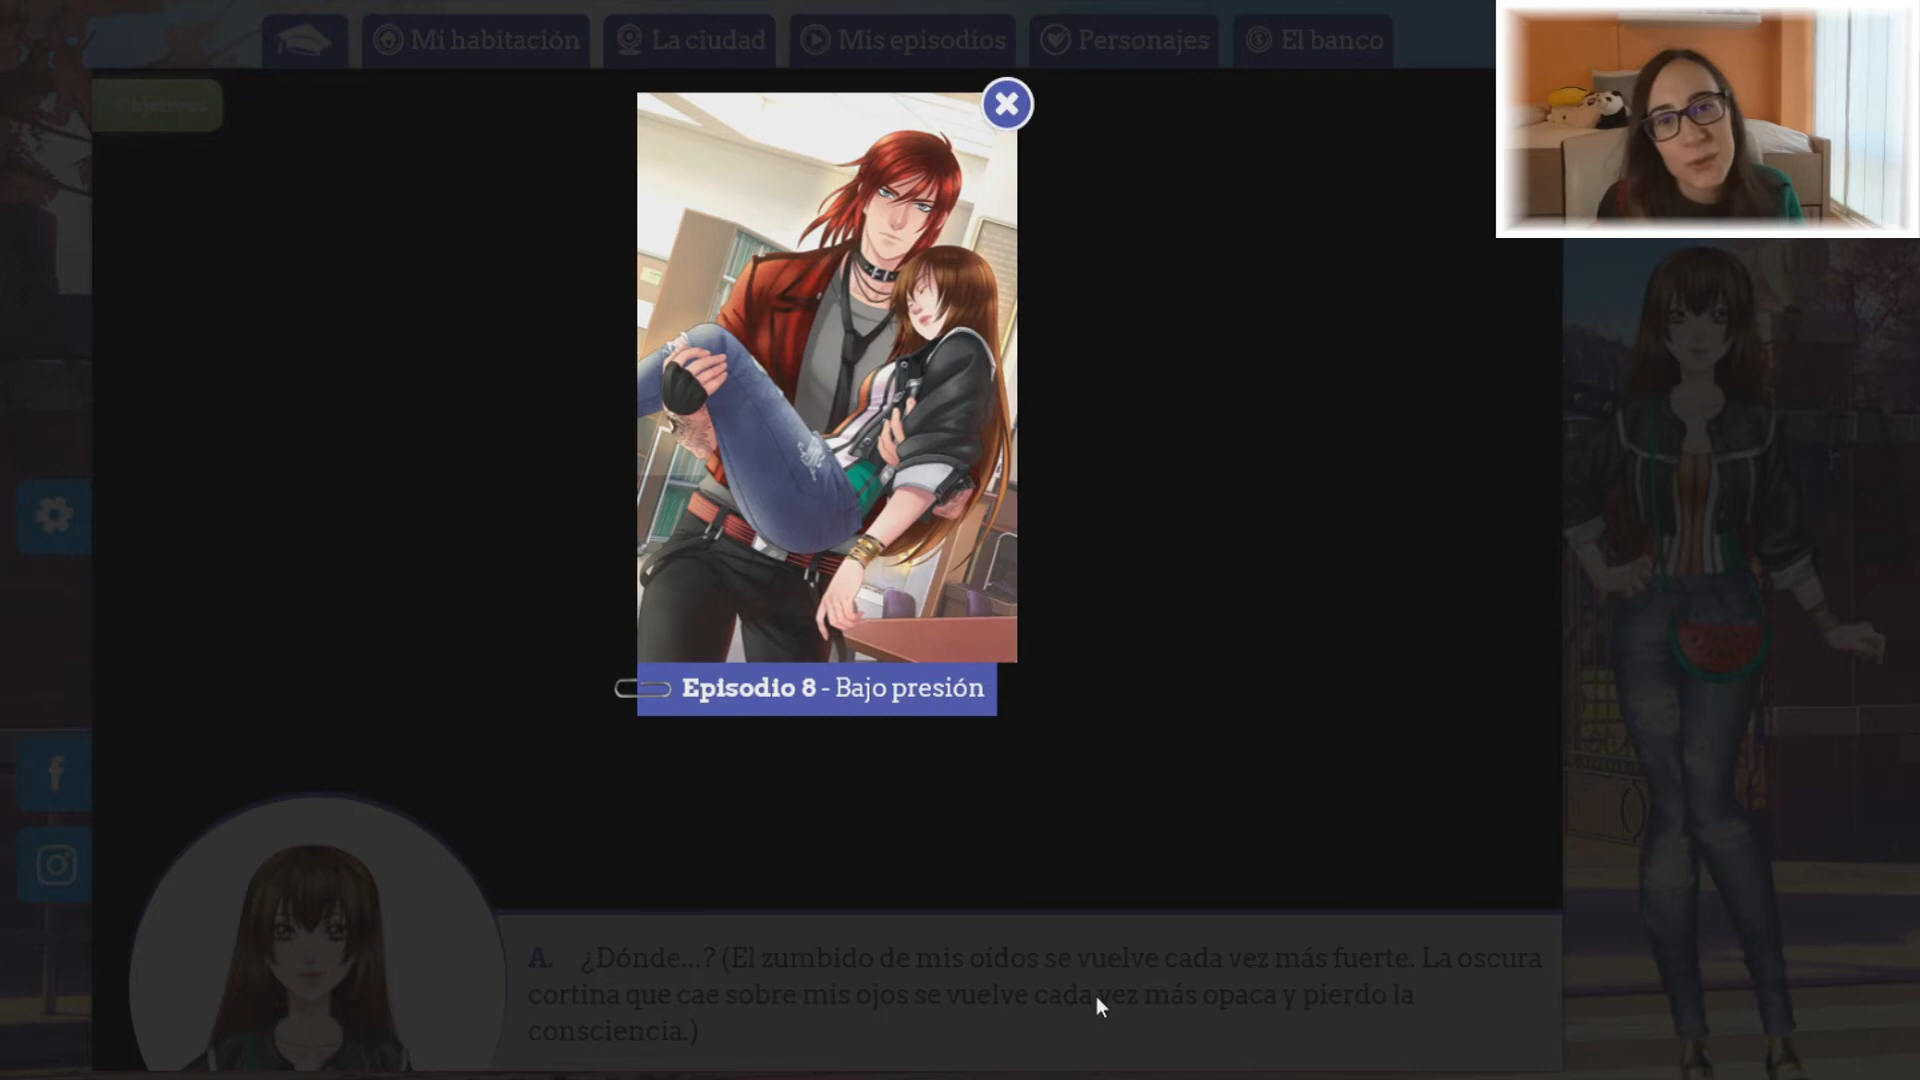 Mi habitación
La ciudad
Mis episodios
Personajes
El banco
Objetivos
Episodio 8 - Bajo presión
A. ¿Dónde...? (El zumbido de mis oídos se vuelve cada vez más fuerte. La oscura
cortina que cae sobre mis ojos se vuelve cada vez más opaca y pierdo la
consciencia.)